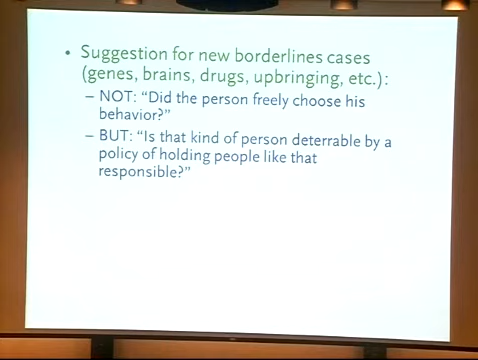 • Suggestion for new borderlines cases
(genes, brains, drugs, upbringing, etc.):
– NOT: “Did the person freely choose his
behavior?”
– BUT: “Is that kind of person deterrable by a
policy of holding people like that
responsible?”